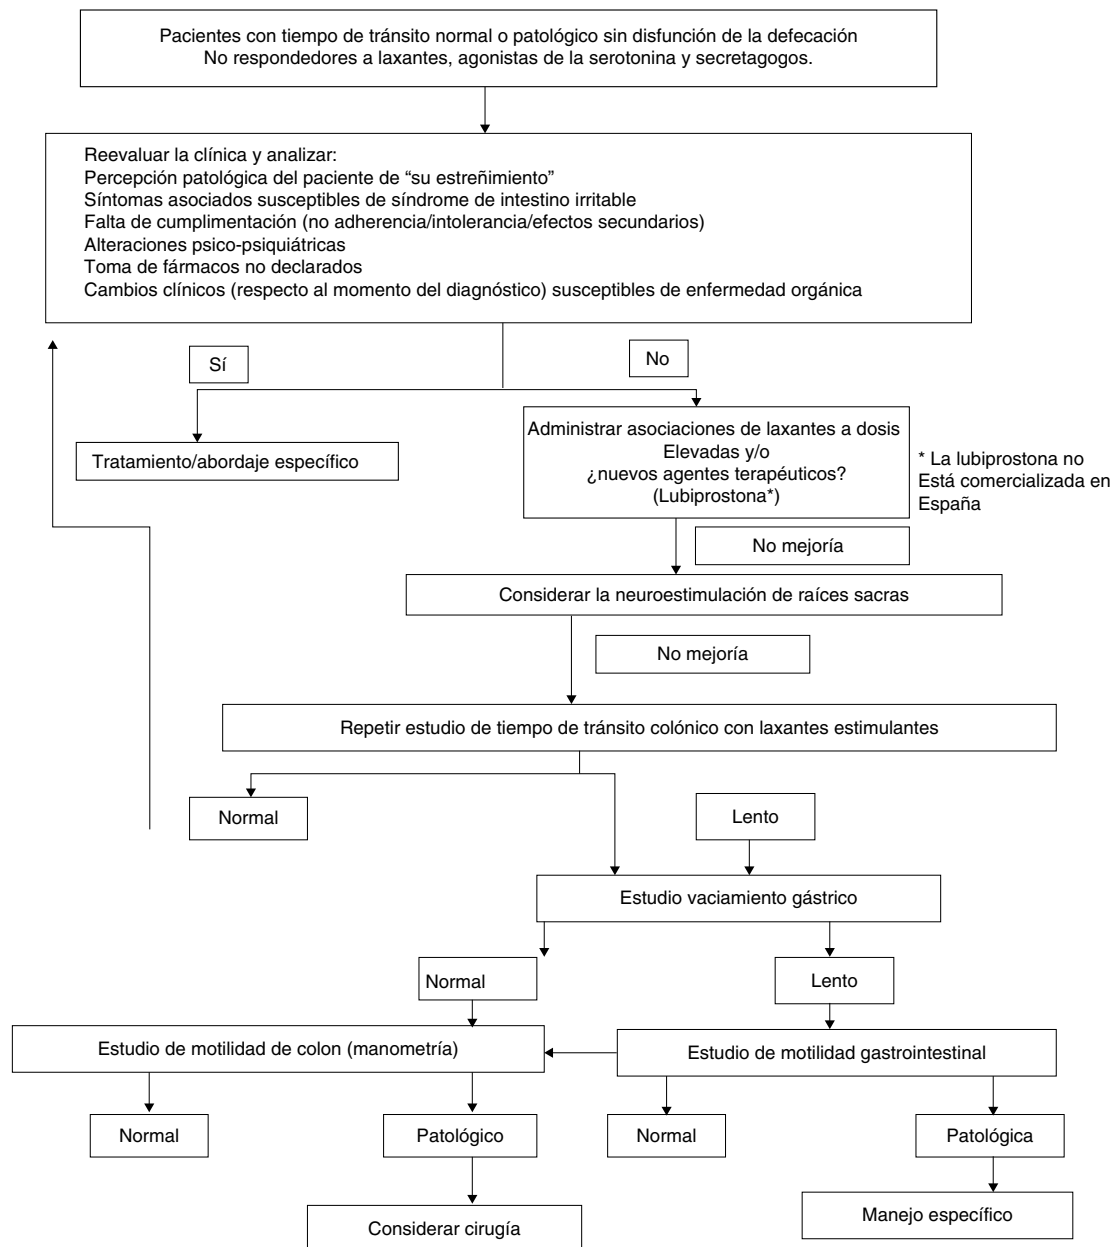 Pacientes con tiempo de tránsito normal o patológico sin disfunción de la defecación
No respondedores a laxantes, agonistas de la serotonina y secretagogos.
Reevaluar la clínica y analizar:
Percepción patológica del paciente de “su estreñimiento”
Síntomas asociados susceptibles de síndrome de intestino irritable
Falta de cumplimentación (no adherencia/intolerancia/efectos secundarios)
Alteraciones psico-psiquiátricas
Toma de fármacos no declarados
Cambios clínicos (respecto al momento del diagnóstico) susceptibles de enfermedad orgánica
Sí
No
Tratamiento/abordaje específico
Administrar asociaciones de laxantes a dosis
Elevadas y/o
¿nuevos agentes terapéuticos?
(Lubiprostona*)
* La lubiprostona no
Está comercializada en
España
No mejoría
Considerar la neuroestimulación de raíces sacras
No mejoría
Repetir estudio de tiempo de tránsito colónico con laxantes estimulantes
Normal
Lento
Estudio vaciamiento gástrico
Normal
Lento
Estudio de motilidad de colon (manometría)
Estudio de motilidad gastrointestinal
Normal
Patológico
Normal
Patológica
Considerar cirugía
Manejo específico